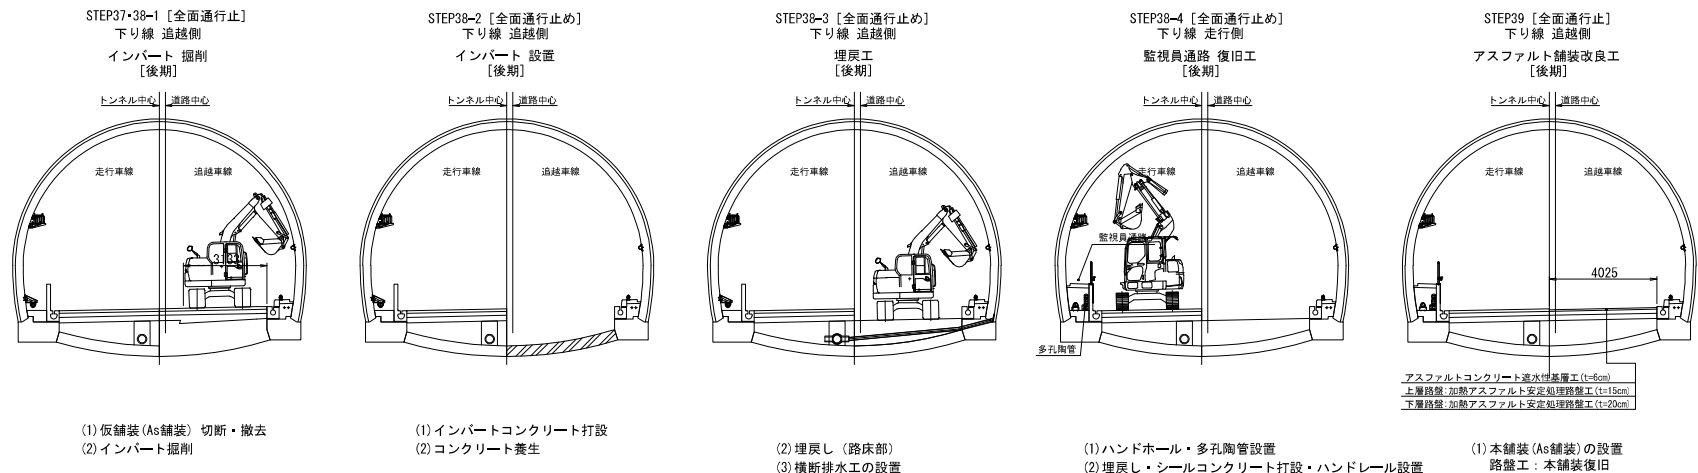 STEP37・38−1 [全面通行止]
下り線 追越側
インバート 掘削
[後期]
トンネル中心
道路中心
走行車線
追越車線
(1)仮舗装(As舗装) 切断・撤去
(2)インバート掘削
STEP38−2 [全面通行止め]
下り線 追越側
インバート 設置
[後期]
トンネル中心
道路中心
走行車線
追越車線
(1)インバートコンクリート打設
(2)コンクリート養生
STEP38−3 [全面通行止め]
下り線 追越側
埋戻工
[後期]
トンネル中心
道路中心
走行車線
追越車線
(2)埋戻し (路床部)
(3)横断排水工の設置
STEP38−4 [全面通行止め]
下り線 走行側
監視員通路 復旧工
[後期]
トンネル中心
道路中心
走行車線
追越車線
監視員通路
多孔陶管
(1)ハンドホール・多孔陶管設置
(2)埋戻し・シールコンクリート打設・ハンドレール設置
STEP39 [全面通行止]
下り線 追越側
アスファルト舗装改良工
[後期]
トンネル中心
道路中心
走行車線
追越車線
4025
アスファルトコンクリート遮水性基層工(t=6cm)
上層路盤:加熱アスファルト安定処理路盤工(t=15cm)
下層路盤:加熱アスファルト安定処理路盤工(t=20cm)
(1)本舗装(As舗装)の設置
路盤工：本舗装復旧